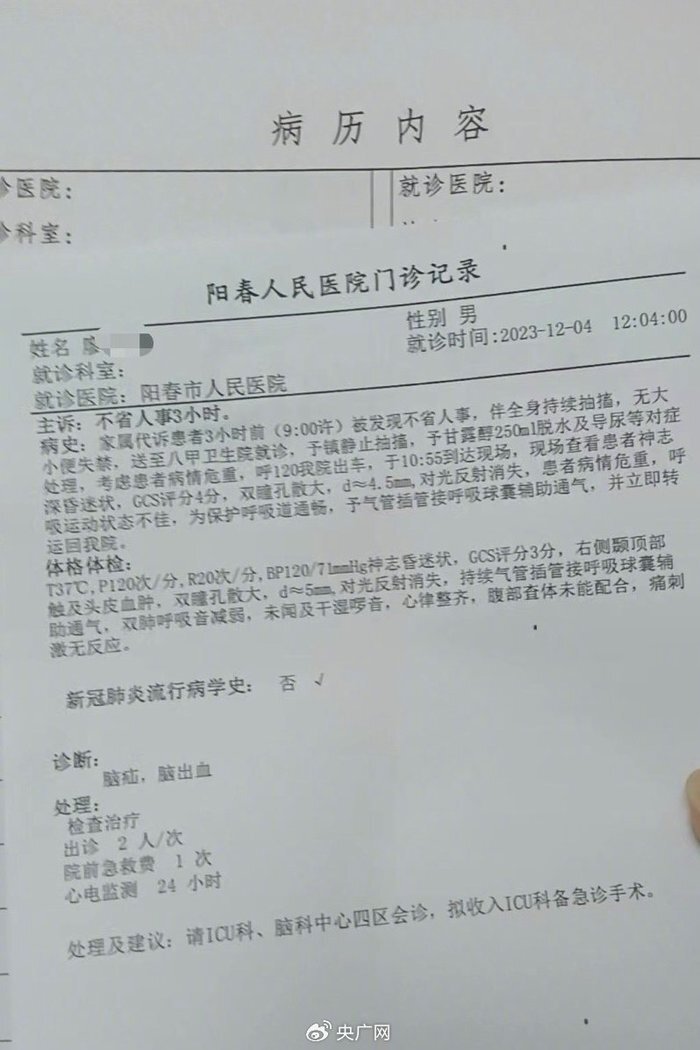 病历内容
诊医院：
就诊医院：
诊科室：
阳春人民医院门诊记录
姓名 廖
性别 男
就诊科室：
就诊时间：2023-12-04 12:04:00
就诊医院：阳春市人民医院
主诉：不省人事3小时。
病史：家属代诉患者3小时前（9:00许）被发现不省人事，伴全身持续抽搐，无大
小便失禁，送至八甲卫生院就诊，予镇静止抽搐，予甘露醇250ml脱水及导尿等对症
处理，考虑患者病情危重，呼120我院出车，于10:55到达现场，现场查看患者神志
深昏迷状，GCS评分4分，双瞳孔散大，d≈4.5mm，对光反射消失，患者病情危重，呼
吸运动状态不佳，为保护呼吸道通畅，予气管插管接呼吸球囊辅助通气，并立即转
运回我院。
体格体检：
T37℃，P120次/分，R20次/分，BP120/71mmHg神志昏迷状，GCS评分3分，右侧颞顶部
触及头皮血肿，双瞳孔散大，d≈5mm，对光反射消失，持续气管插管接呼吸球囊辅
助通气，双肺呼吸音减弱，未闻及干湿啰音，心律整齐，腹部查体未能配合，痛刺
激无反应。
新冠肺炎流行病学史： 否 √
诊断：
脑疝，脑出血
处理：
检查治疗
出诊 2 人/次
院前急救费 1 次
心电监测 24 小时
处理及建议：请ICU科、脑科中心四区会诊，拟收入ICU科备急诊手术。
央广网